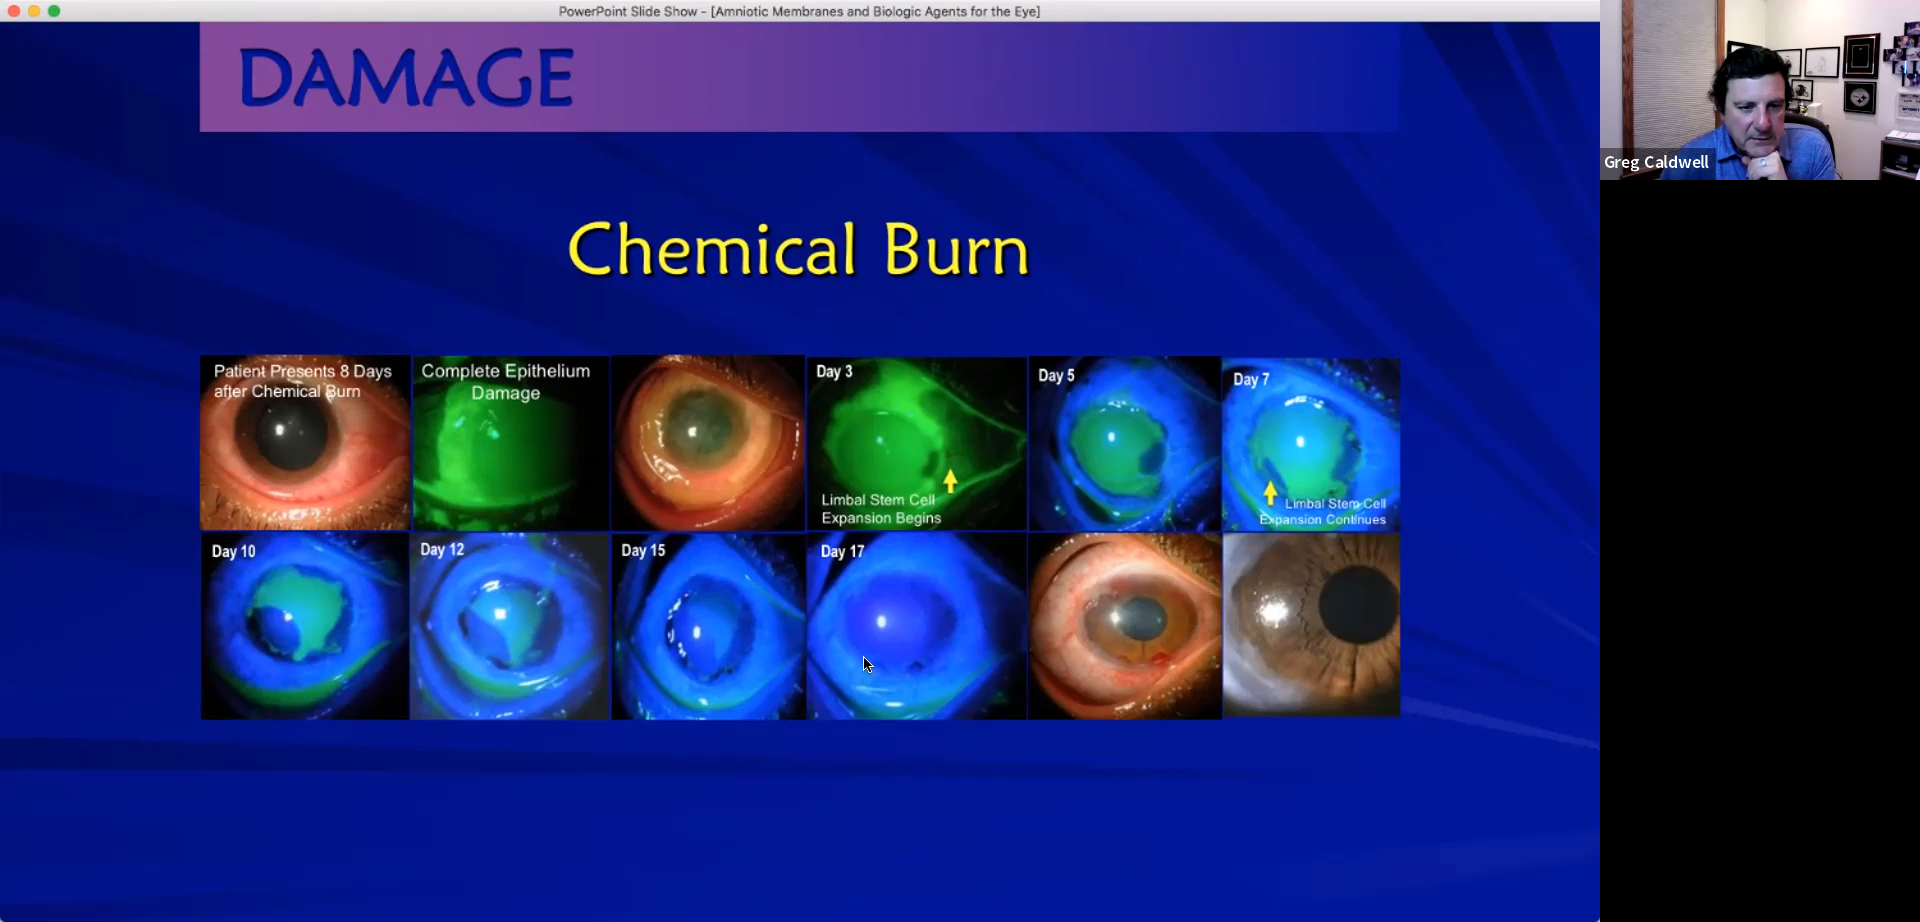 PowerPoint Slide Show - [Amniotic Membranes and Biologic Agents for the Eye]
DAMAGE
Greg Caldwell
Chemical Burn
Patient Presents 8 Days
after Chemical Burn
Complete Epithelium
Damage
Day 3
Limbal Stem Cell
Expansion Begins
Day 5
Day 7
Limbal Stem Cell
Expansion Continues
Day 10
Day 12
Day 15
Day 17